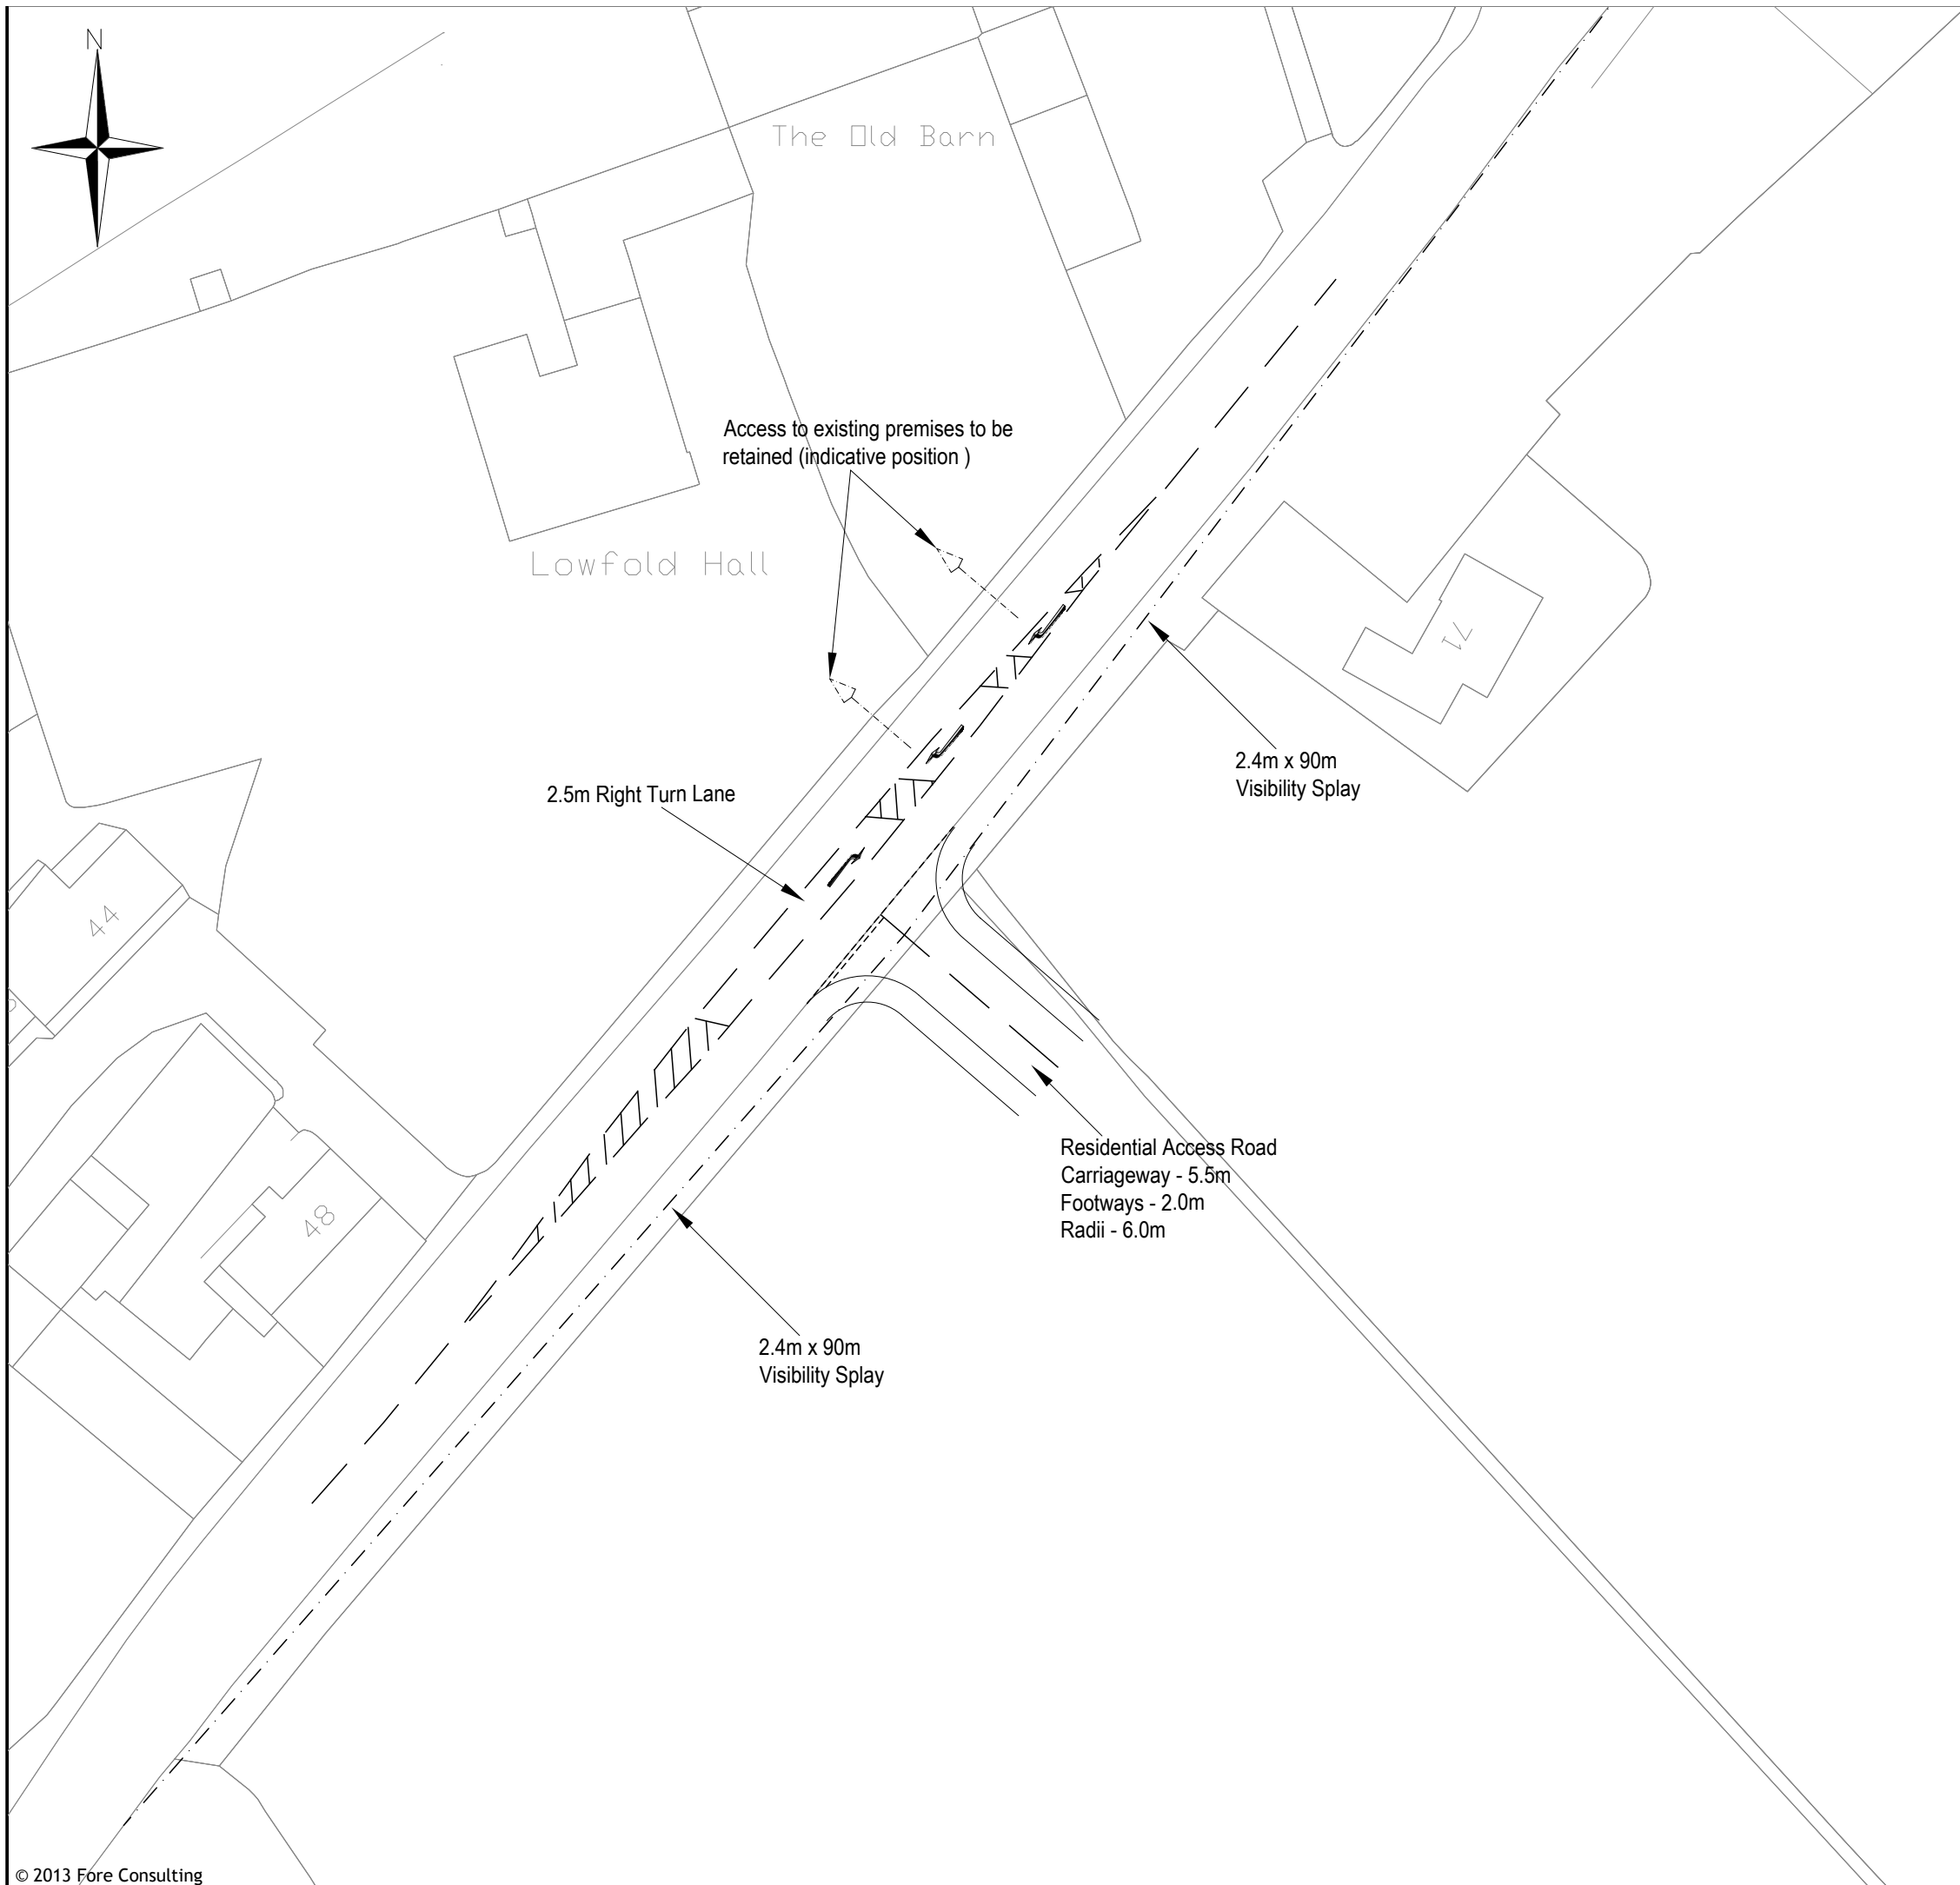 N
The Old Barn
Access to existing premises to be
retained (indicative position )
Lowfold Hall
71
2.4m x 90m
Visibility Splay
2.5m Right Turn Lane
44
Residential Access Road
Carriageway - 5.5m
Footways - 2.0m
Radii - 6.0m
48
2.4m x 90m
Visibility Splay
© 2013 Fore Consulting